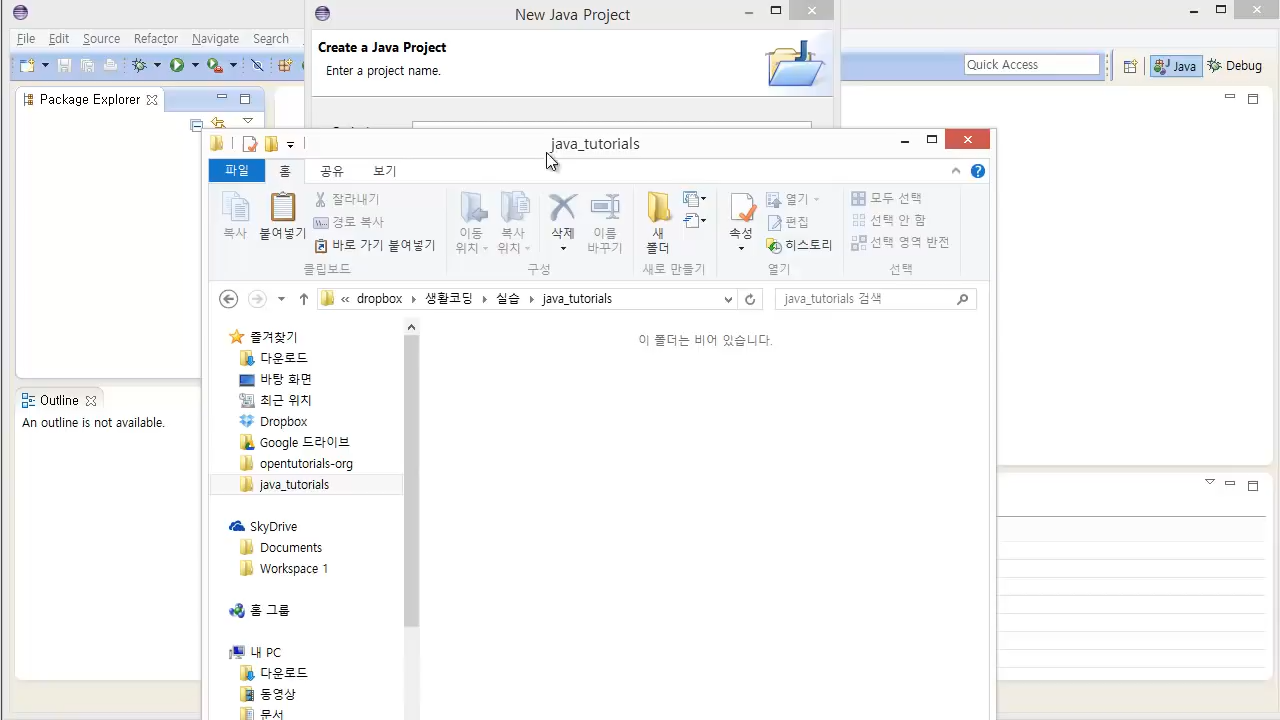 New Java Project
File Edit Source Refactor Navigate Search
Create a Java Project
Enter a project name.
Quick Access
Java
Debug
Package Explorer
java_tutorials
파일 홈 공유 보기
복사
붙여넣기
잘라내기
경로 복사
바로 가기 붙여넣기
클립보드
이동 위치
복사 위치
삭제
이름 바꾸기
구성
새 폴더
새로 만들기
속성
열기
편집
히스토리
열기
모두 선택
선택 안 함
선택 영역 반전
선택
« dropbox 생활코딩 실습 java_tutorials
java_tutorials 검색
즐겨찾기
다운로드
바탕 화면
최근 위치
Dropbox
Google 드라이브
opentutorials-org
java_tutorials
SkyDrive
Documents
Workspace 1
홈 그룹
내 PC
다운로드
동영상
문서
이 폴더는 비어 있습니다.
Outline
An outline is not available.